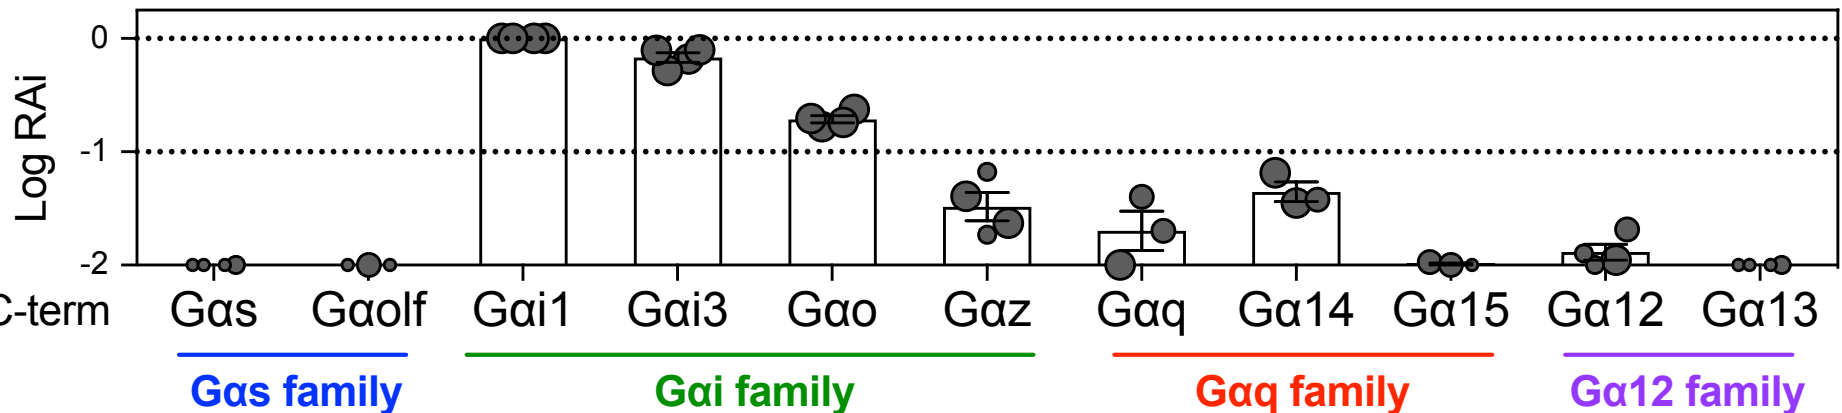 Log RAi
0
-1
-2
C-term Gαs Gαolf Gαi1 Gαi3 Gαo Gαz Gαq Gα14 Gα15 Gα12 Gα13
Gαs family Gαi family Gαq family Gα12 family